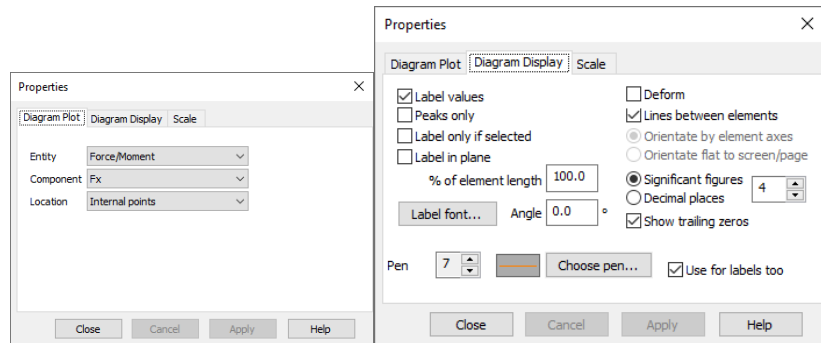 Properties
Diagram Plot Diagram Display Scale
Entity Force/Moment
Component Fx
Location Internal points
Close Cancel Apply Help
Properties
Diagram Plot Diagram Display Scale
Label values
Peaks only
Label only if selected
Label in plane
% of element length 100.0
Label font... Angle 0.0 °
Deform
Lines between elements
Orientate by element axes
Orientate flat to screen/page
Significant figures
Decimal places
4
Show trailing zeros
Pen 7 Choose pen... Use for labels too
Close Cancel Apply Help